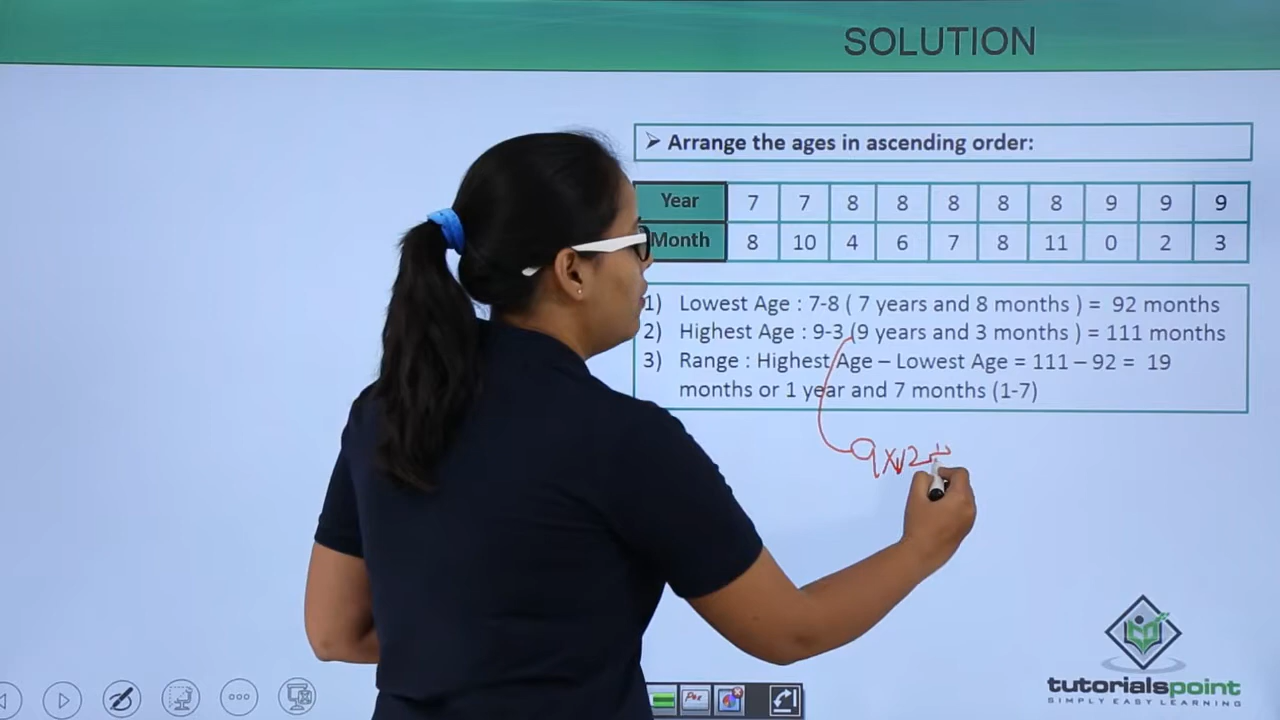 SOLUTION
➢ Arrange the ages in ascending order:
Year 7 7 8 8 8 8 8 9 9 9
Month 8 10 4 6 7 8 11 0 2 3
1) Lowest Age : 7-8 ( 7 years and 8 months ) = 92 months
2) Highest Age : 9-3 (9 years and 3 months ) = 111 months
3) Range : Highest Age – Lowest Age = 111 – 92 = 19
months or 1 year and 7 months (1-7)
9x12+
tutorialspoint
SIMPLY EASY LEARNING
Pen